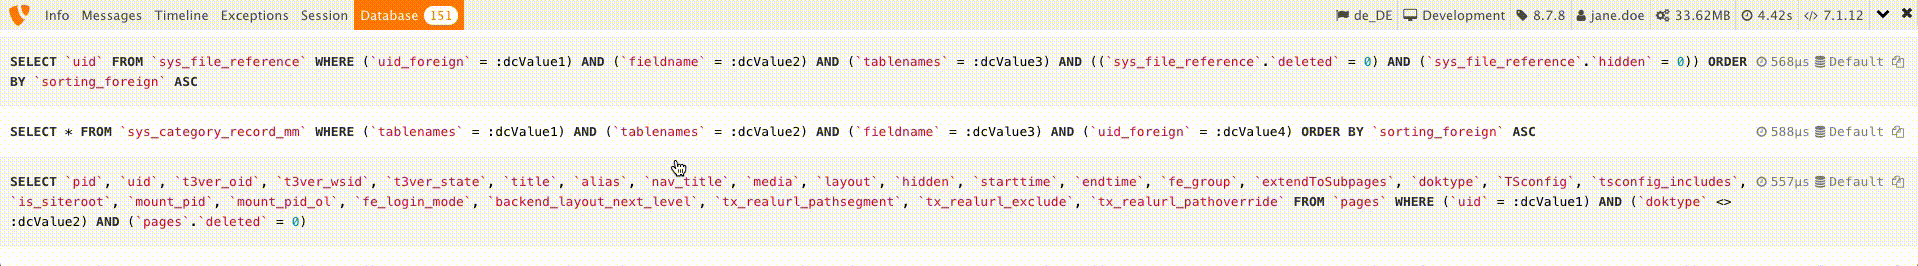 Info Messages Timeline Exceptions Session Database 151 de_DE Development 8.7.8 jane.doe 33.62MB 4.42s 7.1.12
SELECT `uid` FROM `sys_file_reference` WHERE (`uid_foreign` = :dcValue1) AND (`fieldname` = :dcValue2) AND (`tablenames` = :dcValue3) AND ((`sys_file_reference`.`deleted` = 0) AND (`sys_file_reference`.`hidden` = 0)) ORDER 568µs Default
BY `sorting_foreign` ASC
SELECT * FROM `sys_category_record_mm` WHERE (`tablenames` = :dcValue1) AND (`tablenames` = :dcValue2) AND (`fieldname` = :dcValue3) AND (`uid_foreign` = :dcValue4) ORDER BY `sorting_foreign` ASC 588µs Default
SELECT `pid`, `uid`, `t3ver_oid`, `t3ver_wsid`, `t3ver_state`, `title`, `alias`, `nav_title`, `media`, `layout`, `hidden`, `starttime`, `endtime`, `fe_group`, `extendToSubpages`, `doktype`, `TSconfig`, `tsconfig_includes`, 557µs Default
`is_siteroot`, `mount_pid`, `mount_pid_ol`, `fe_login_mode`, `backend_layout_next_level`, `tx_realurl_pathsegment`, `tx_realurl_exclude`, `tx_realurl_pathoverride` FROM `pages` WHERE (`uid` = :dcValue1) AND (`doktype` <>
:dcValue2) AND (`pages`.`deleted` = 0)